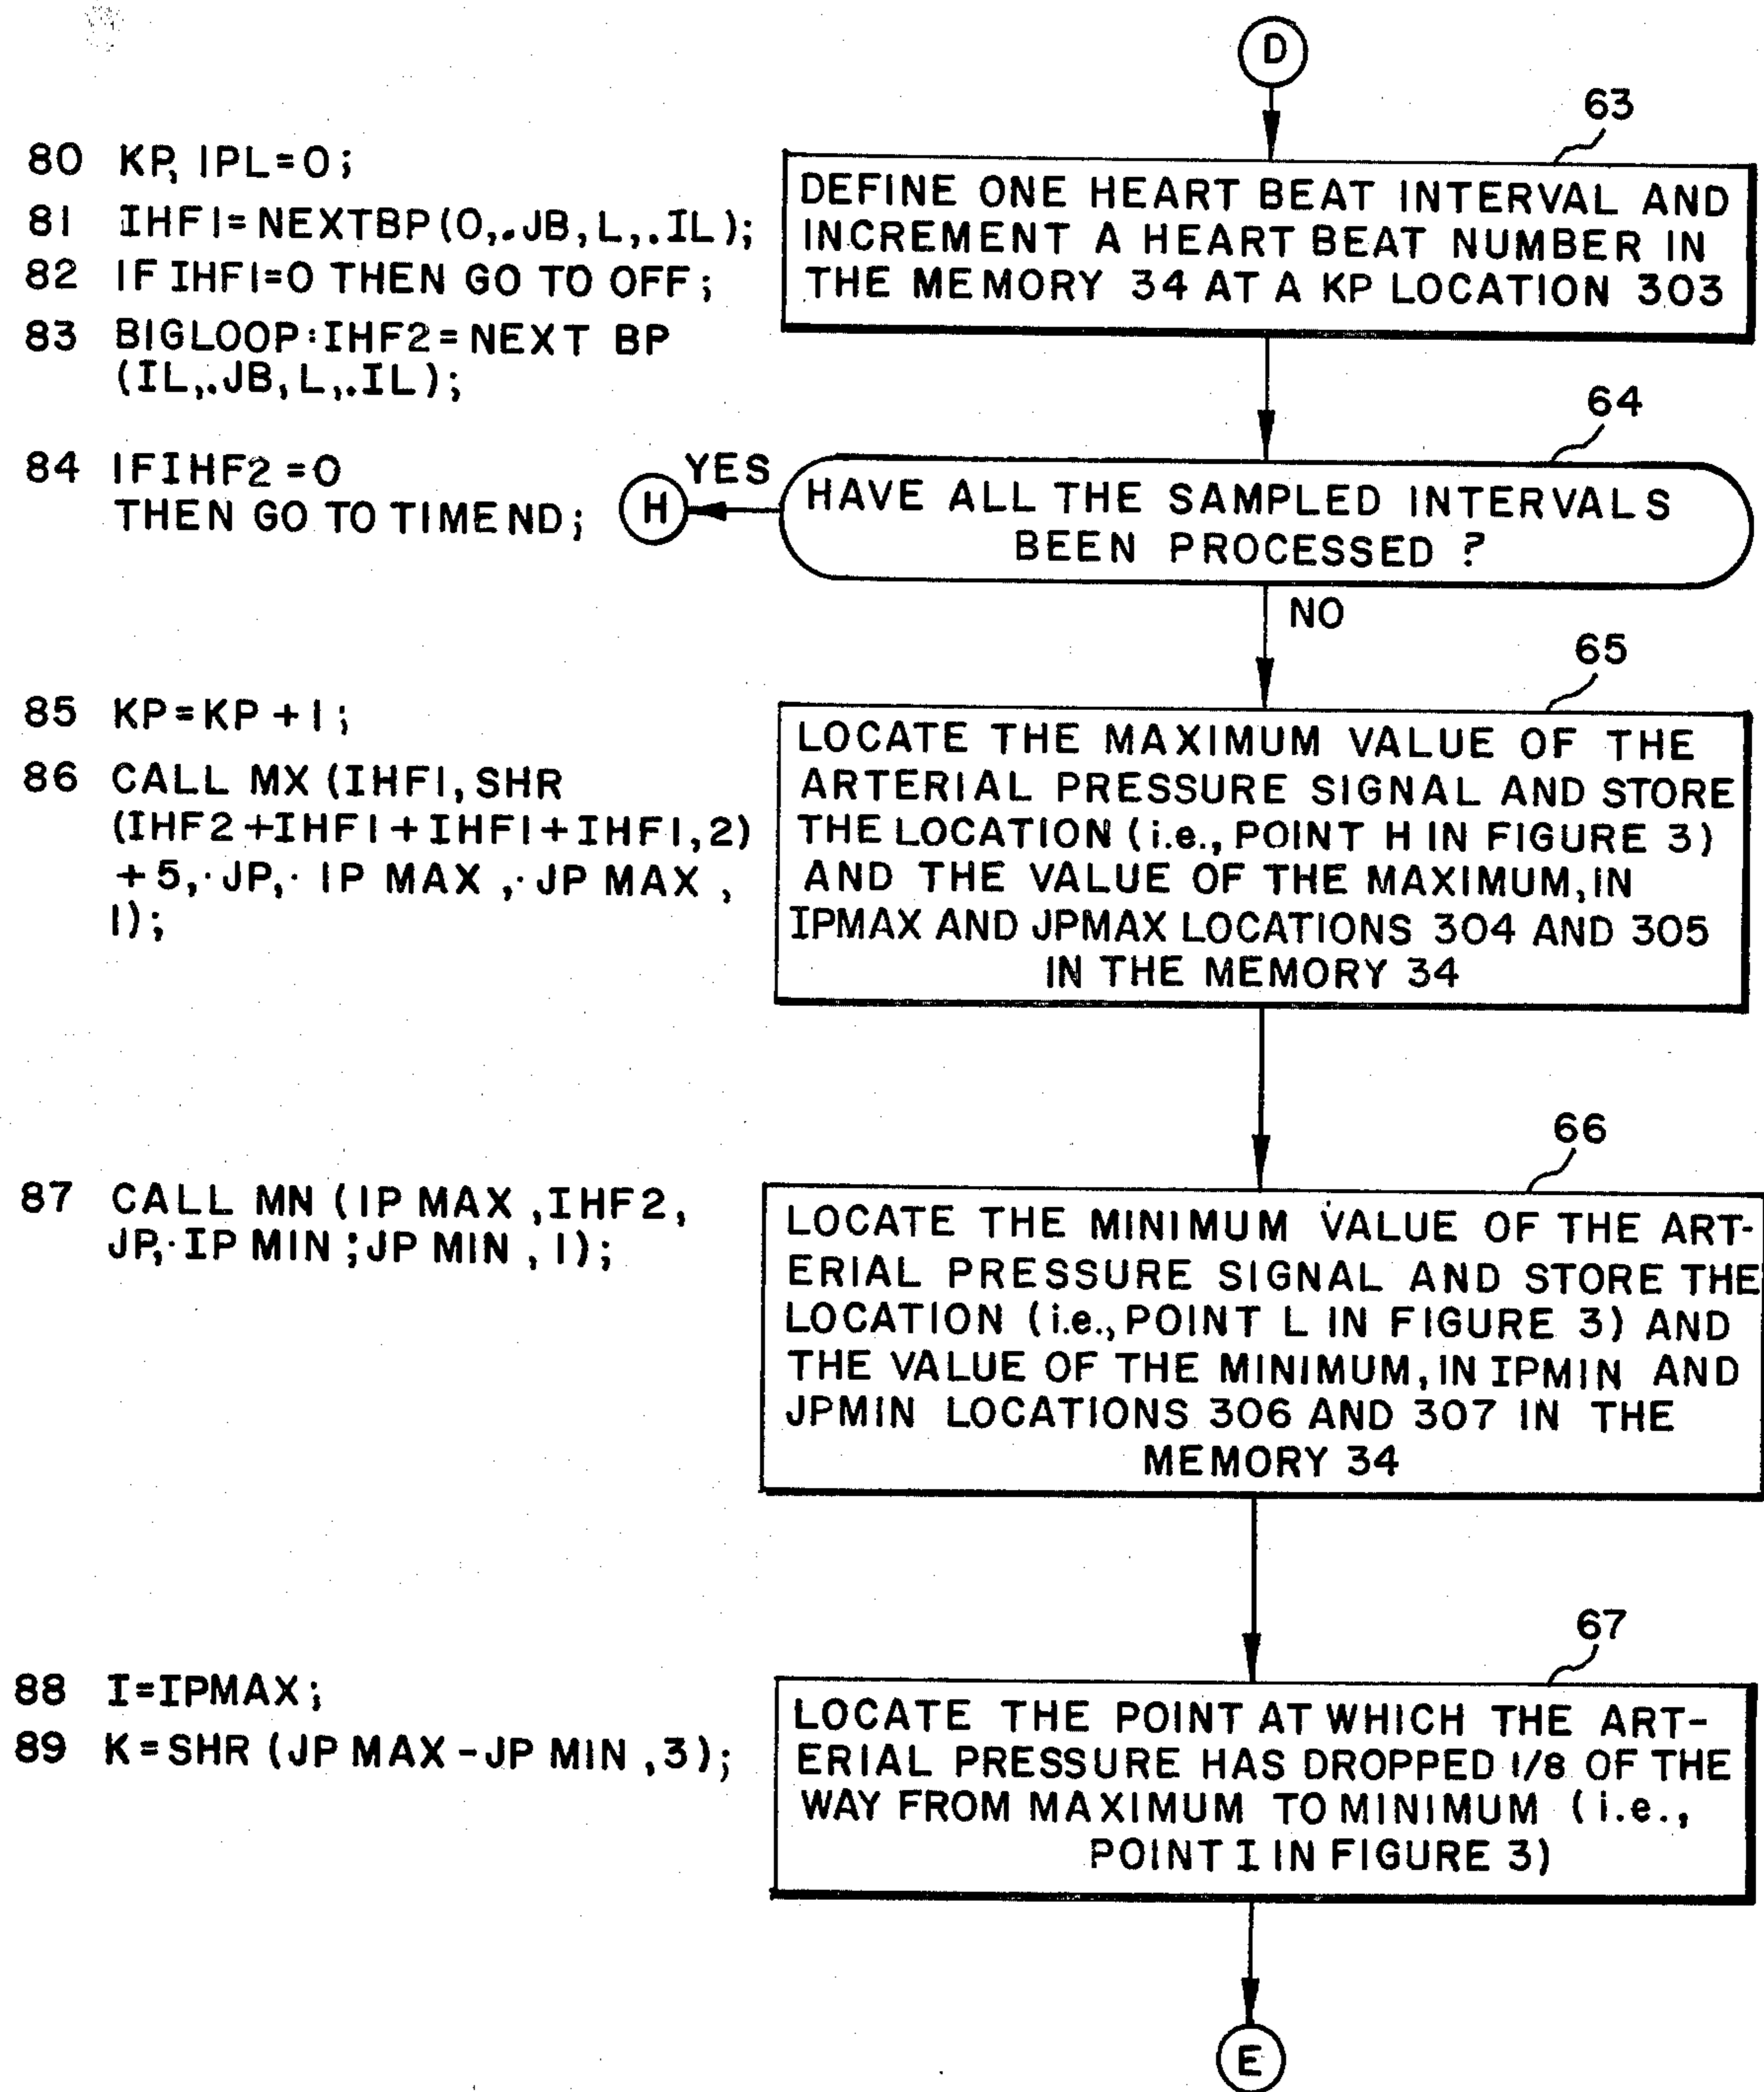 D
63
80 KP, IPL=0;
81 IHF1=NEXTBP(0,.JB,L,.IL);
82 IF IHF1=0 THEN GO TO OFF;
83 BIGLOOP:IHF2=NEXT BP
(IL,.JB,L,.IL);
DEFINE ONE HEART BEAT INTERVAL AND
INCREMENT A HEART BEAT NUMBER IN
THE MEMORY 34 AT A KP LOCATION 303
64
84 IFIHF2=0
THEN GO TO TIMEND;
H
YES
HAVE ALL THE SAMPLED INTERVALS
BEEN PROCESSED ?
NO
65
85 KP=KP+1;
86 CALL MX (IHF1,SHR
(IHF2+IHF1+IHF1+IHF1,2)
+5,·JP,· IP MAX ,·JP MAX ,
1);
LOCATE THE MAXIMUM VALUE OF THE
ARTERIAL PRESSURE SIGNAL AND STORE
THE LOCATION (i.e., POINT H IN FIGURE 3)
AND THE VALUE OF THE MAXIMUM, IN
IPMAX AND JPMAX LOCATIONS 304 AND 305
IN THE MEMORY 34
66
87 CALL MN (IP MAX ,IHF2,
JP,·IP MIN ;JP MIN , 1);
LOCATE THE MINIMUM VALUE OF THE ART-
ERIAL PRESSURE SIGNAL AND STORE THE
LOCATION (i.e., POINT L IN FIGURE 3) AND
THE VALUE OF THE MINIMUM, IN IPMIN AND
JPMIN LOCATIONS 306 AND 307 IN THE
MEMORY 34
67
88 I=IPMAX;
89 K=SHR (JP MAX-JP MIN ,3);
LOCATE THE POINT AT WHICH THE ART-
ERIAL PRESSURE HAS DROPPED 1/8 OF THE
WAY FROM MAXIMUM TO MINIMUM (i.e.,
POINT I IN FIGURE 3)
E